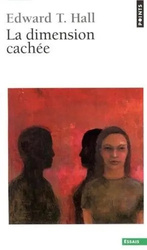 Edward T. Hall
La dimension
cachée
POINTS
Essais